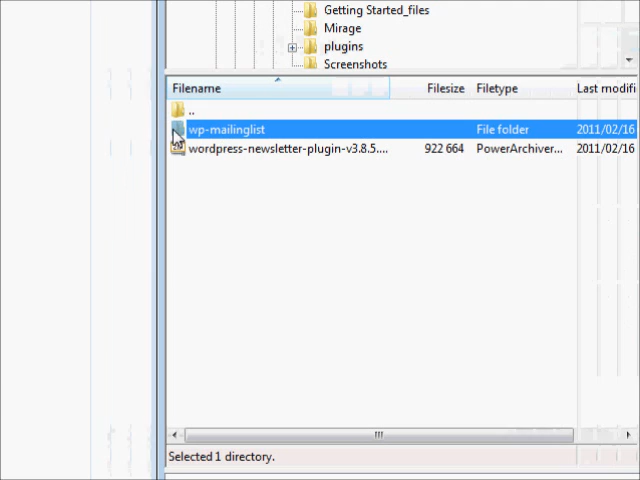 Getting Started_files
Mirage
plugins
Screenshots
Filename Filesize Filetype Last modifi
..
wp-mailinglist File folder 2011/02/16
wordpress-newsletter-plugin-v3.8.5.... 922 664 PowerArchiver... 2011/02/16
Selected 1 directory.